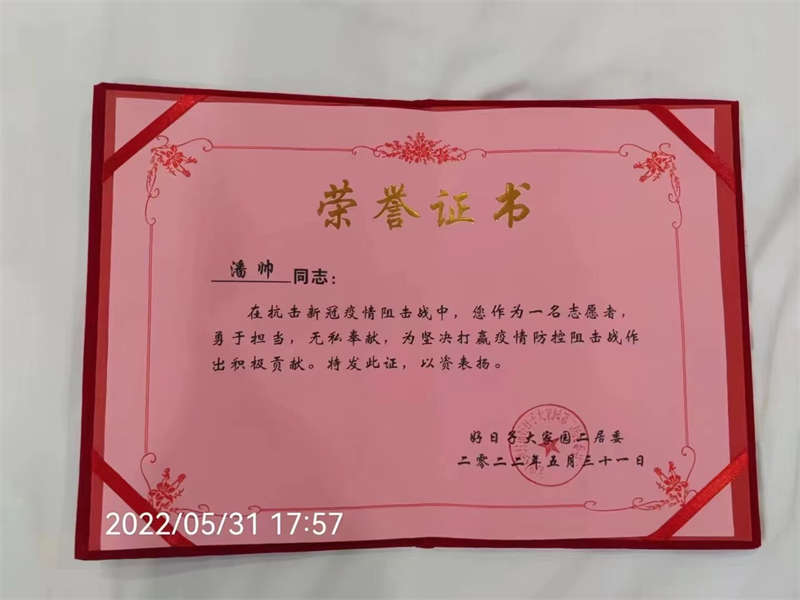 荣誉证书
潘帅 同志：
在抗击新冠疫情阻击战中，您作为一名志愿者，
勇于担当，无私奉献，为坚决打赢疫情防控阻击战作
出积极贡献。特发此证，以资表扬。
好日子大家园二居委
二零二二年五月三十一日
2022/05/31 17:57